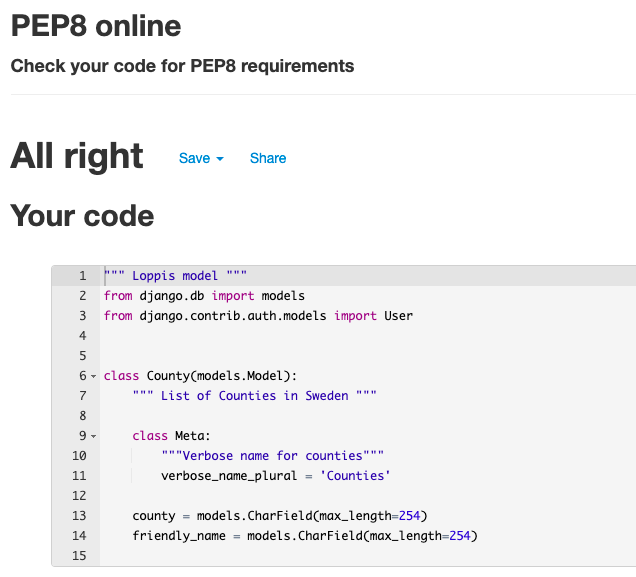 PEP8 online
Check your code for PEP8 requirements
All right Save Share
Your code
1 """ Loppis model """
2 from django.db import models
3 from django.contrib.auth.models import User
4
5
6 class County(models.Model):
7     """ List of Counties in Sweden """
8
9     class Meta:
10         """Verbose name for counties"""
11         verbose_name_plural = 'Counties'
12
13     county = models.CharField(max_length=254)
14     friendly_name = models.CharField(max_length=254)
15